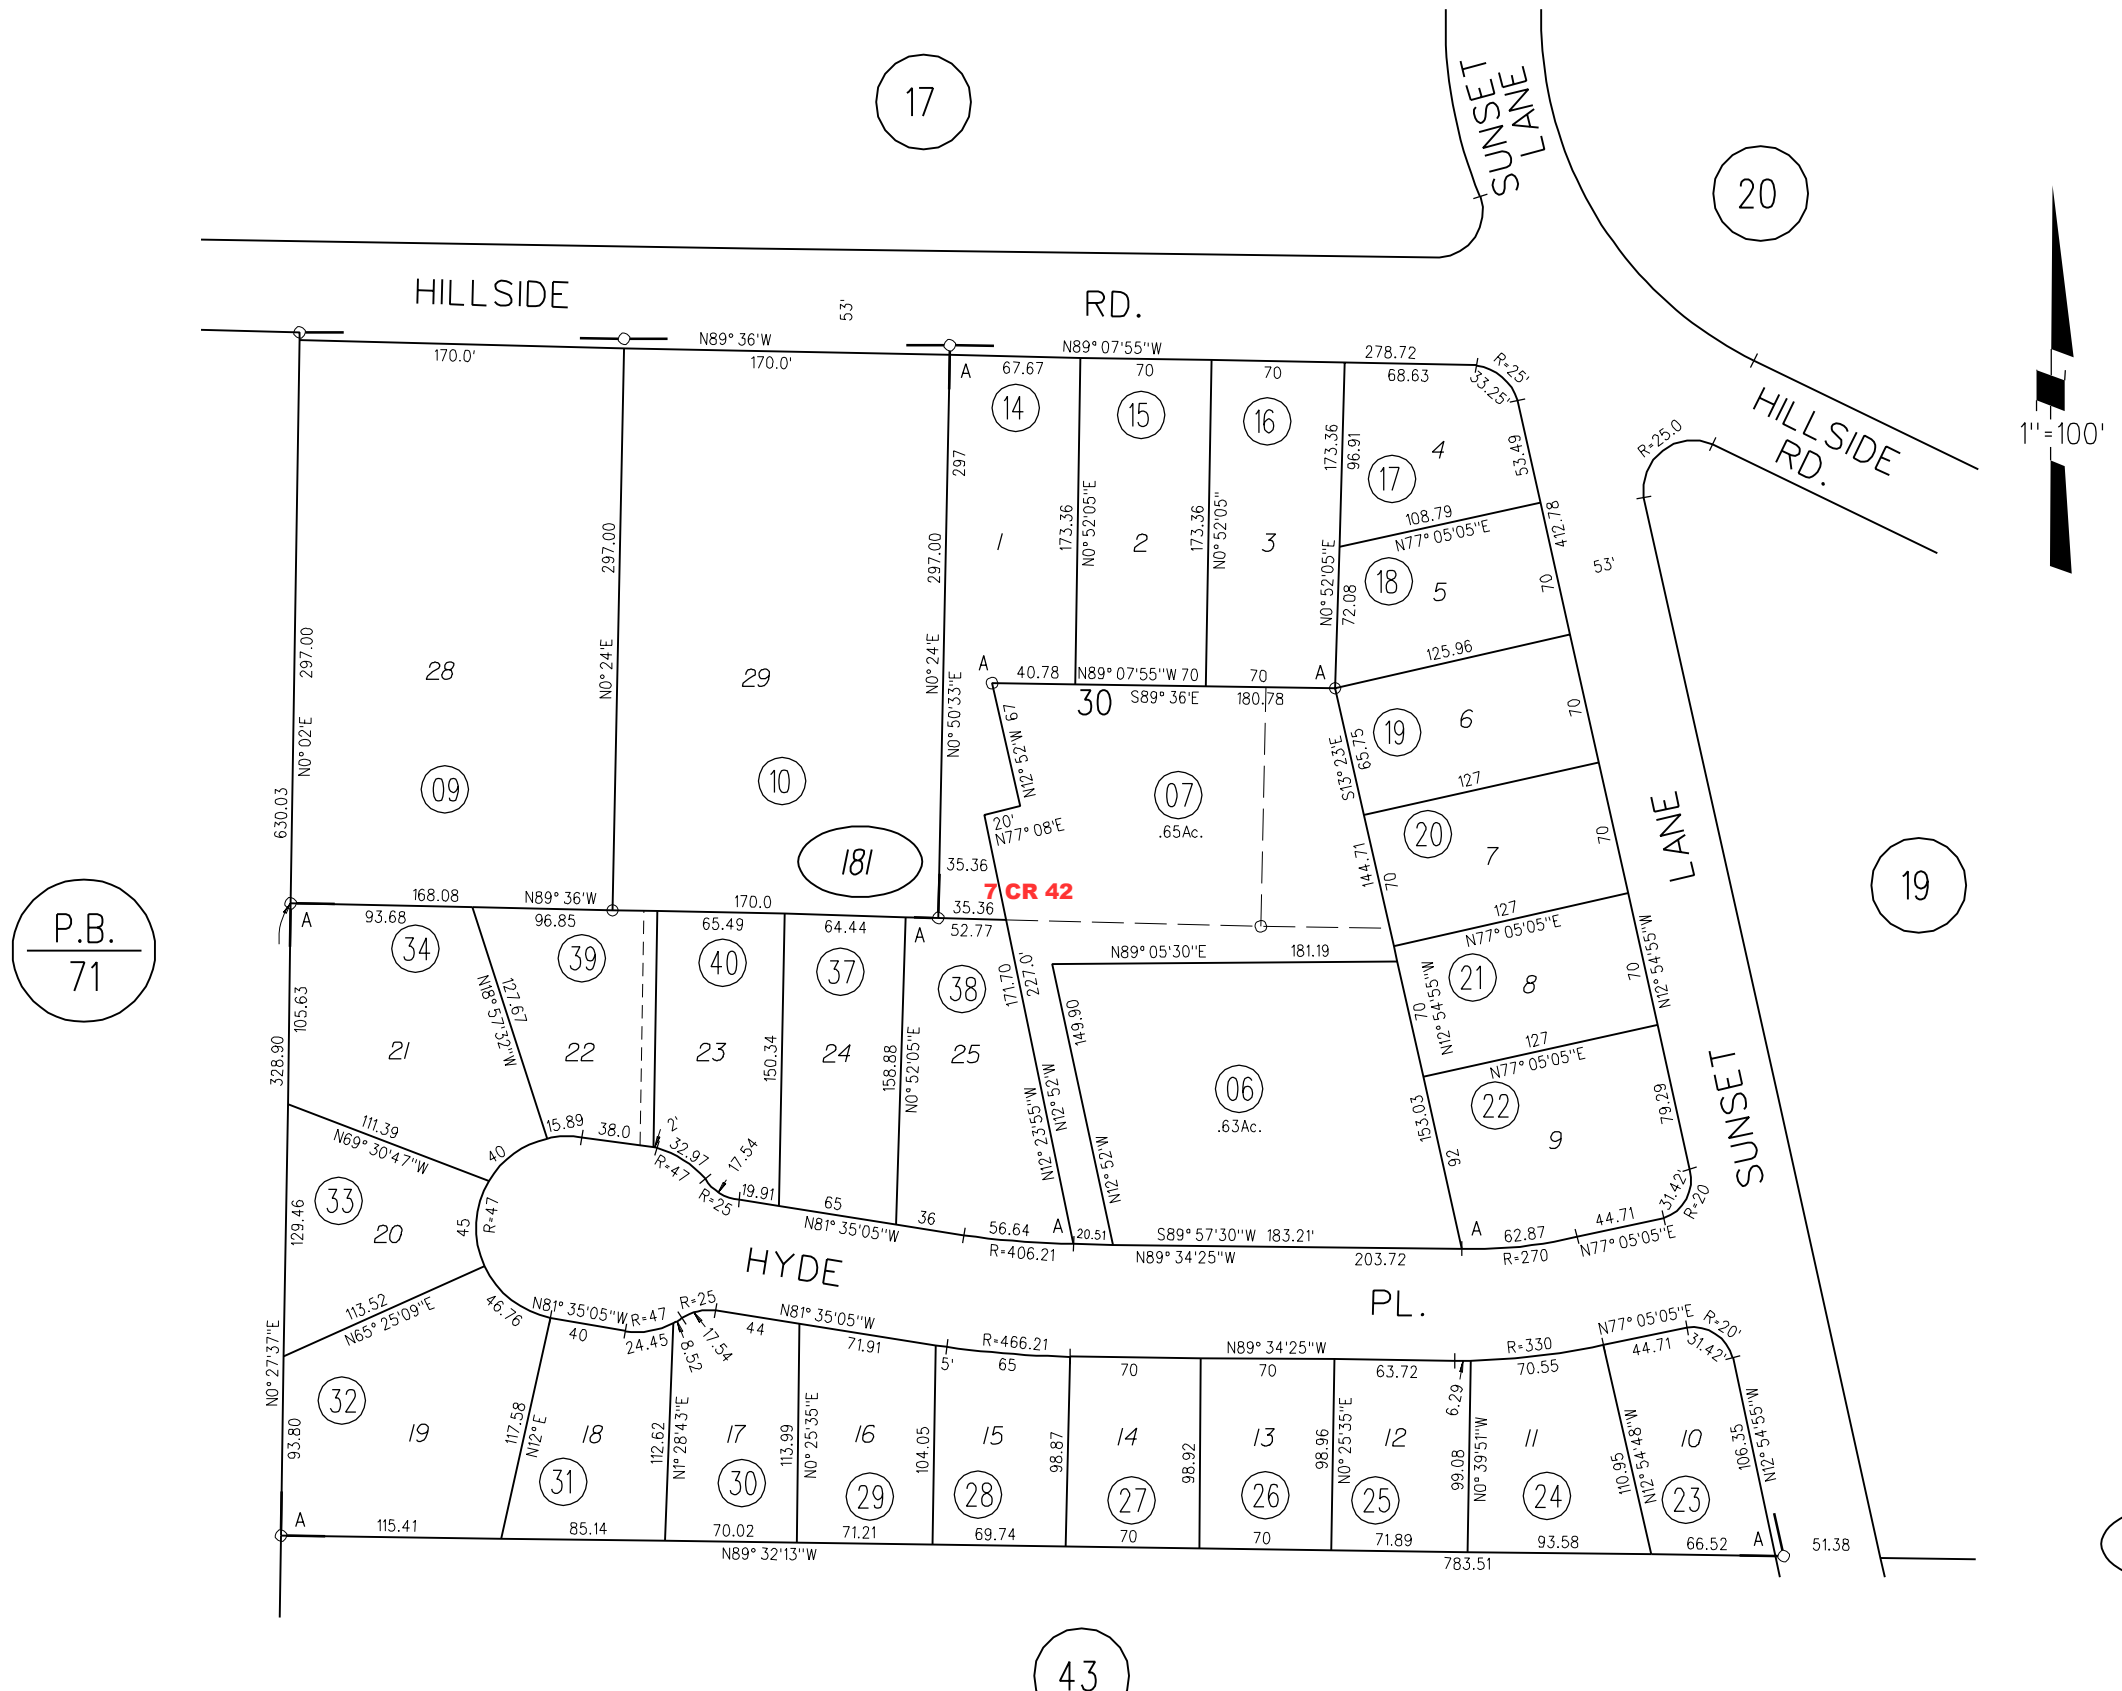 17
20
SUNSET
LANE
HILLSIDE
53'
RD.
HILLSIDE
RD.
1"=100'
N89° 36'W
170.0'
170.0'
N89° 07'55"W
278.72
67.67
70
70
68.63
R=25'
33.25'
R=25.0
A
14
15
16
17
4
53.49
412.78
297
173.36
N0° 52'05"E
173.36
N0° 52'05"
173.36
96.91
108.79
N77° 05'05"E
1
2
3
18
5
70
53'
297.00
297.00
297.00
N0° 52'05"E
72.08
125.96
28
29
N0° 02'E
N0° 24'E
N0° 24'E
N0° 50'33"E
A
40.78
N89° 07'55"W 70
70
A
30
S89° 36'E
180.78
N12° 52'W 67
S13° 23'E
65.75
19
6
70
127
09
10
07
.65Ac.
20'
N77° 08'E
630.03
181
35.36
7 CR 42
35.36
144.71
70
20
7
70
LANE
127
N77° 05'05"E
19
P.B.
71
168.08
N89° 36'W
170.0
A
93.68
96.85
65.49
64.44
A
52.77
34
39
40
37
38
N89° 05'30"E
181.19
105.63
N18° 57'32"W
127.67
171.70
227.0'
149.90
70
N12° 54'55"W
21
8
70
N12° 54'55"W
127
N77° 05'05"E
328.90
21
22
23
24
25
150.34
158.88
N0° 52'05"E
N12° 23'55"W
N12° 52'W
N12° 52'W
06
.63Ac.
22
9
153.03
92
79.29
SUNSET
111.39
N69° 30'47"W
40
15.89
38.0
2'
32.97
R=47
17.54
R=25
19.91
65
N81° 35'05"W
36
56.64
R=406.21
A
20.51
S89° 57'30"W 183.21'
N89° 34'25"W
203.72
A
62.87
R=270
44.71
N77° 05'05"E
31.42'
R=20
33
20
129.46
45
R=47
HYDE
PL.
113.52
N65° 25'09"E
46.76
N81° 35'05"W
40
R=47
24.45
R=25
8.52
17.54
44
N81° 35'05"W
71.91
5'
R=466.21
65
70
N89° 34'25"W
70
63.72
R=330
70.55
N77° 05'05"E
44.71
R=20'
31.42'
N0° 27'37"E
32
93.80
19
117.58
N12° E
18
112.62
N1° 28'43"E
17
113.99
N0° 25'35"E
16
104.05
15
98.87
14
98.92
13
98.96
N0° 25'35"E
12
6.29
99.08
N0° 39'51"W
11
110.95
N12° 54'48"W
10
106.35
N12° 54'55"W
31
30
29
28
27
26
25
24
23
A
115.41
85.14
70.02
71.21
69.74
70
70
71.89
93.58
66.52
A
51.38
N89° 32'13"W
783.51
43